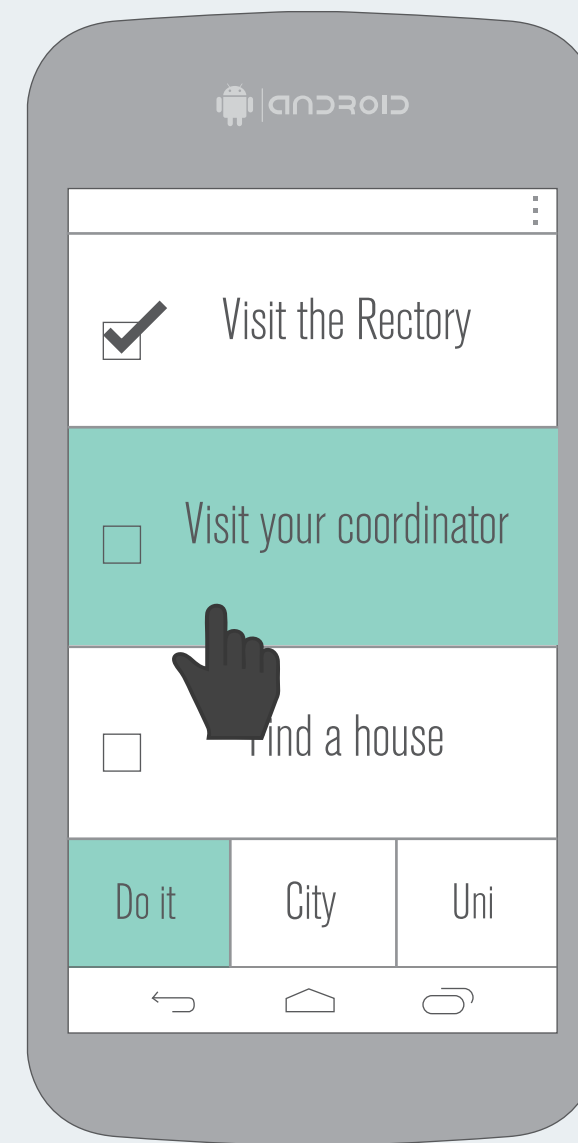 ANDROID
Visit the Rectory
Visit your coordinator
Find a house
Do it
City
Uni